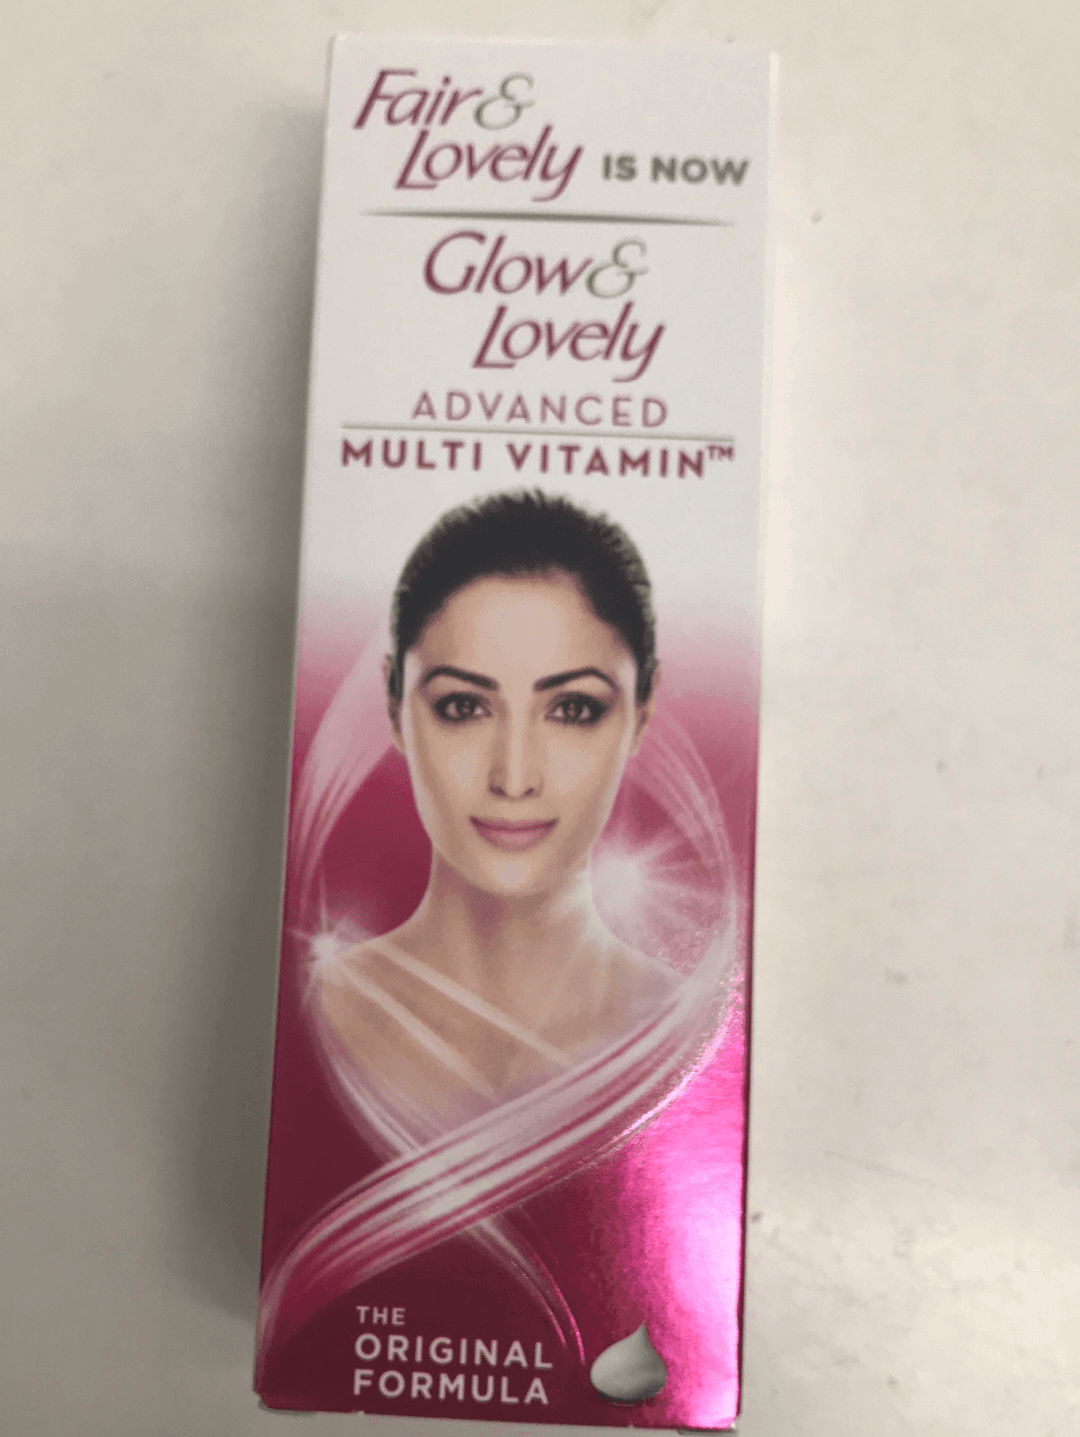 Fair &
Lovely IS NOW
Glow &
Lovely
ADVANCED
MULTI VITAMIN™
THE
ORIGINAL
FORMULA